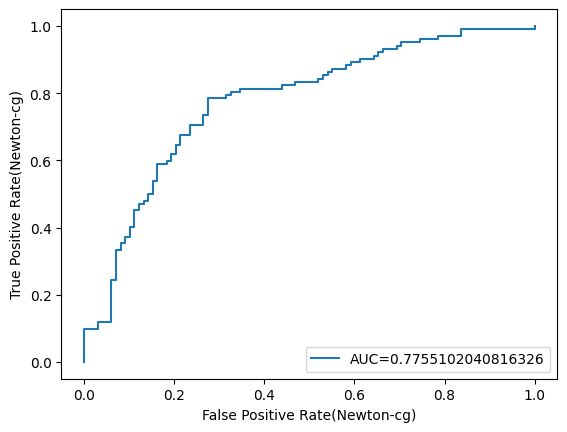 1.0
0.8
0.6
0.4
0.2
0.0
True Positive Rate(Newton-cg)
AUC=0.7755102040816326
0.0 0.2 0.4 0.6 0.8 1.0
False Positive Rate(Newton-cg)